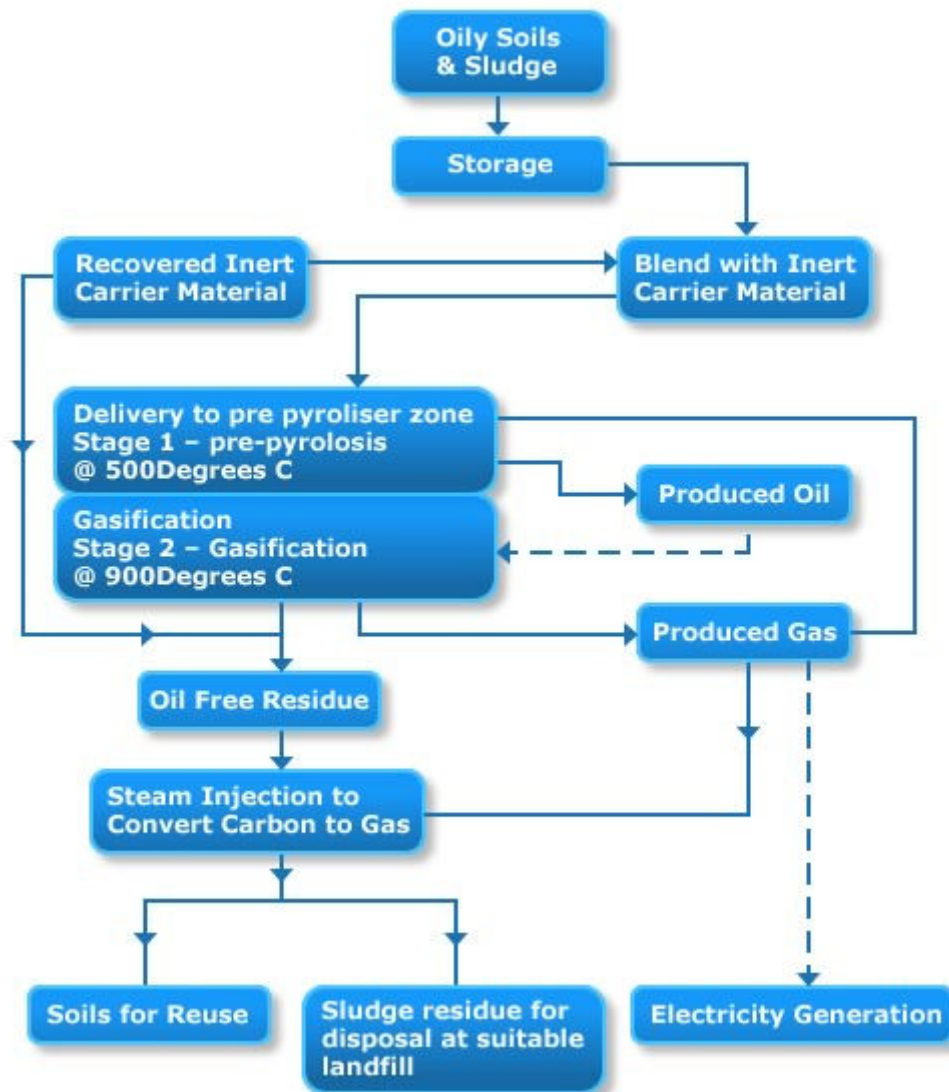 Oily Soils
& Sludge
Storage
Recovered Inert
Carrier Material
Blend with Inert
Carrier Material
Delivery to pre pyroliser zone
Stage 1 – pre-pyrolosis
@ 500Degrees C
Produced Oil
Gasification
Stage 2 – Gasification
@ 900Degrees C
Produced Gas
Oil Free Residue
Steam Injection to
Convert Carbon to Gas
Soils for Reuse
Sludge residue for
disposal at suitable
landfill
Electricity Generation